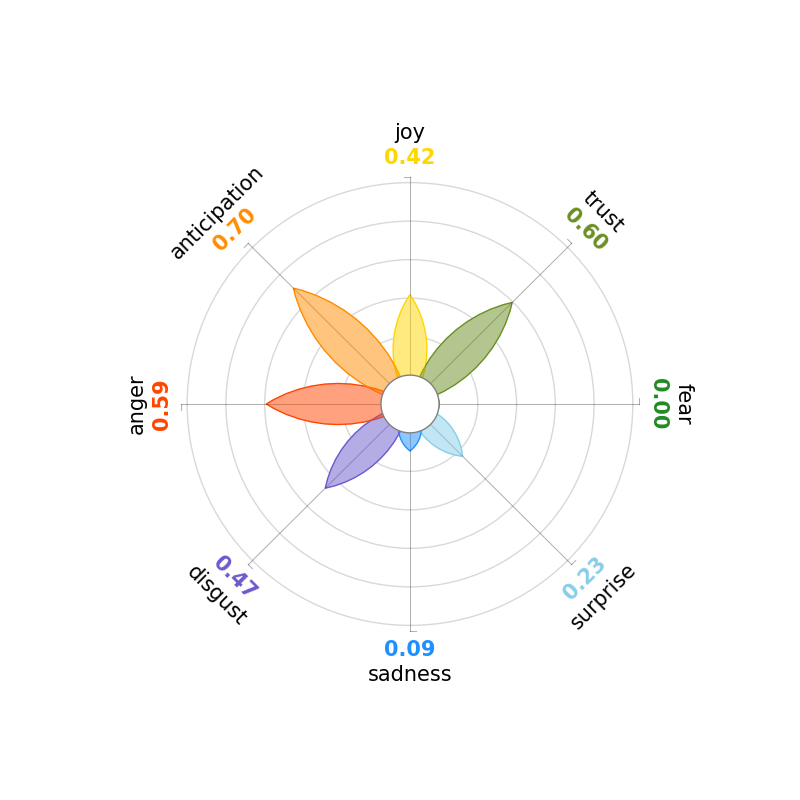 joy
0.42
trust
0.60
fear
0.00
surprise
0.23
sadness
0.09
disgust
0.47
anger
0.59
anticipation
0.70